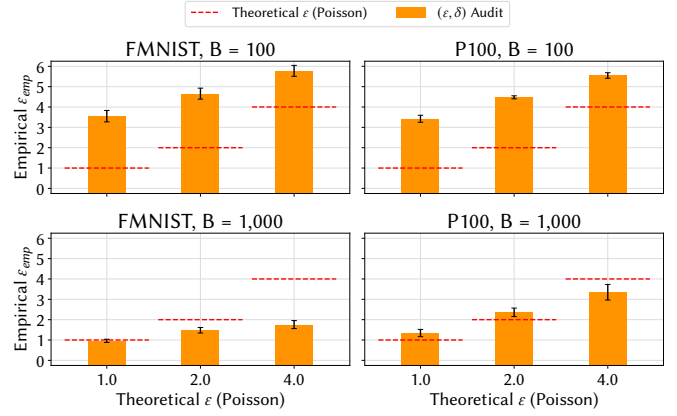 Theoretical ε (Poisson)
(ε, δ) Audit
FMNIST, B = 100
P100, B = 100
Empirical ε_emp
6
5
4
3
2
1
0
FMNIST, B = 1,000
P100, B = 1,000
Empirical ε_emp
6
5
4
3
2
1
0
1.0 2.0 4.0
1.0 2.0 4.0
Theoretical ε (Poisson)
Theoretical ε (Poisson)